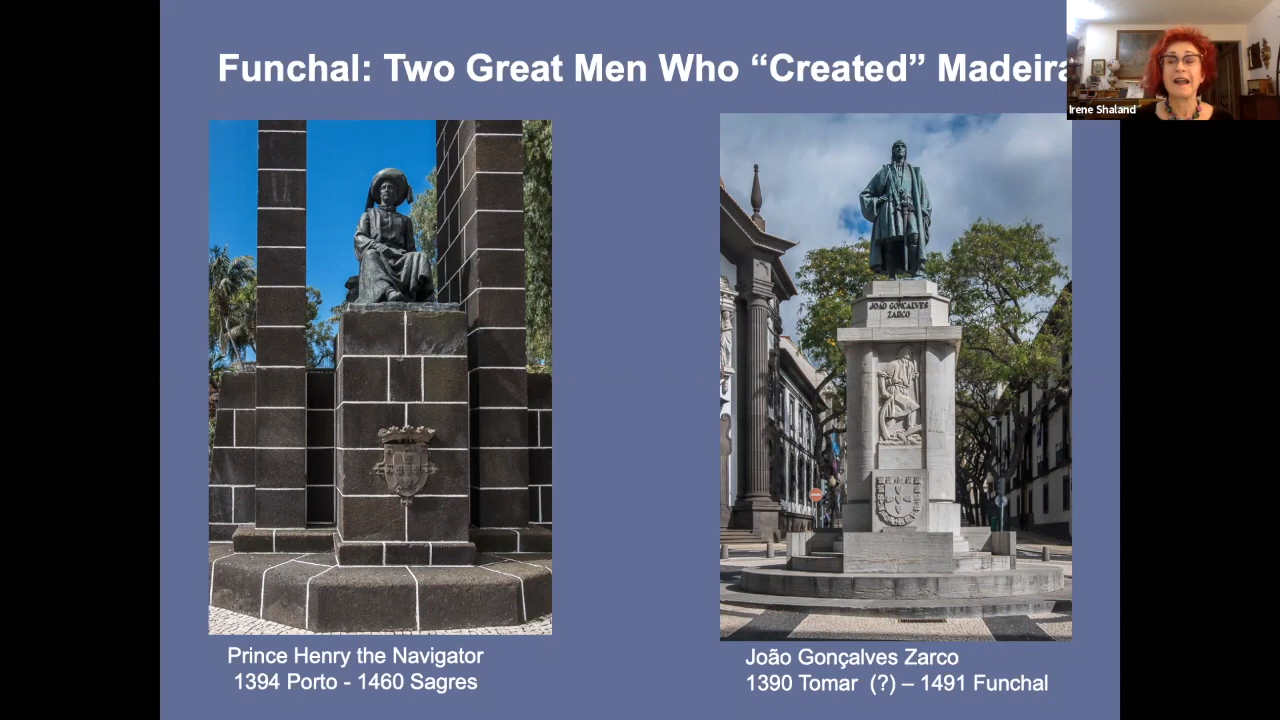 Funchal: Two Great Men Who “Created” Madeira
Irene Shaland
JOÃO GONÇALVES
ZARCO
Prince Henry the Navigator
1394 Porto - 1460 Sagres
João Gonçalves Zarco
1390 Tomar (?) – 1491 Funchal